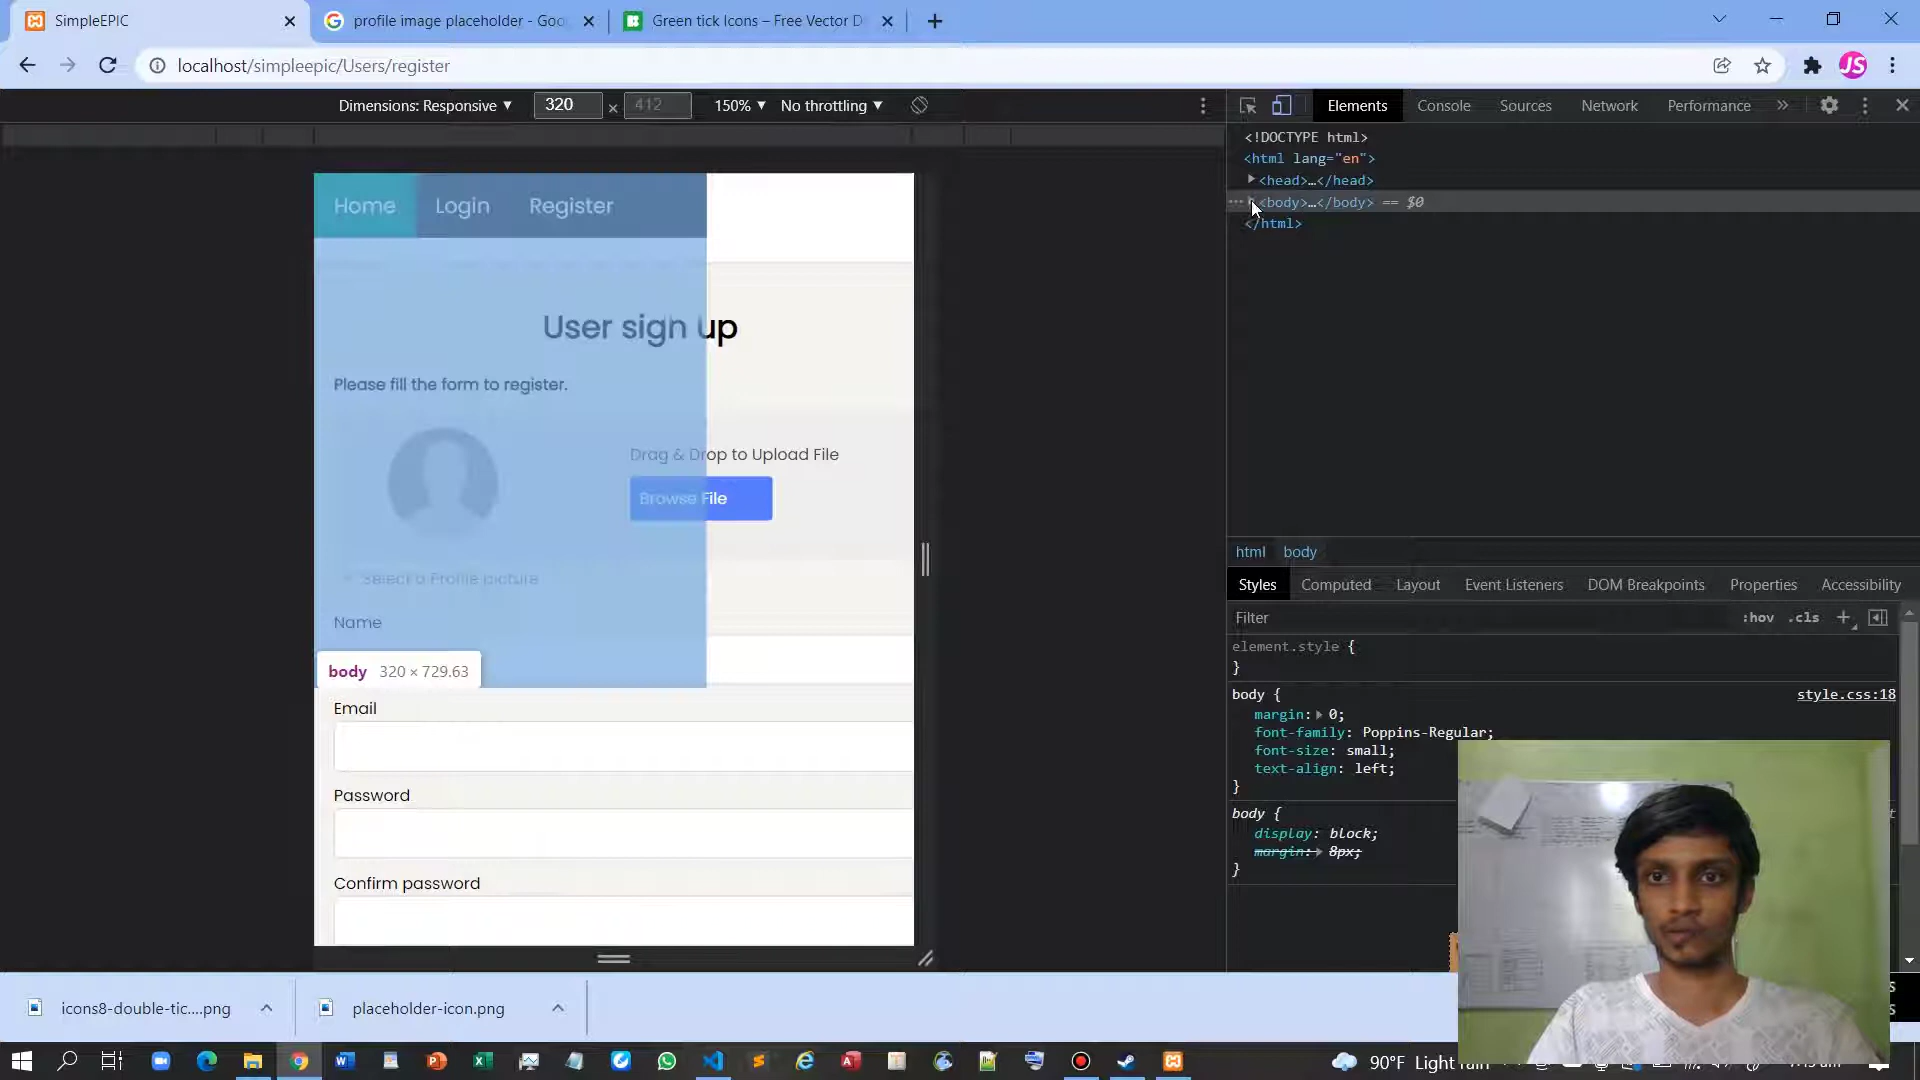 SimpleEPIC
profile image placeholder - Goo
Green tick Icons – Free Vector D
localhost/simpleepic/Users/register
JS
Dimensions: Responsive ▼ 320 × 412 150% ▼ No throttling ▼
Elements Console Sources Network Performance »
<!DOCTYPE html>
<html lang="en">
<head>…</head>
<body>…</body> == $0
</html>
Home Login Register
User sign up
Please fill the form to register.
Drag & Drop to Upload File
Browse File
Select a Profile picture
Name
body 320 × 729.63
Email
Password
Confirm password
html body
Styles Computed Layout Event Listeners DOM Breakpoints Properties Accessibility
Filter :hov .cls
element.style {
}
body { style.css:18
margin: 0;
font-family: Poppins-Regular;
font-size: small;
text-align: left;
}
body {
display: block;
margin: 8px;
}
icons8-double-tic....png
placeholder-icon.png
90°F Light rain